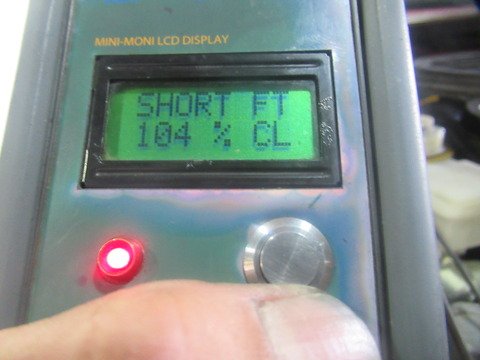 MINI-MONI LCD DISPLAY
SHORT FT
104 % CL